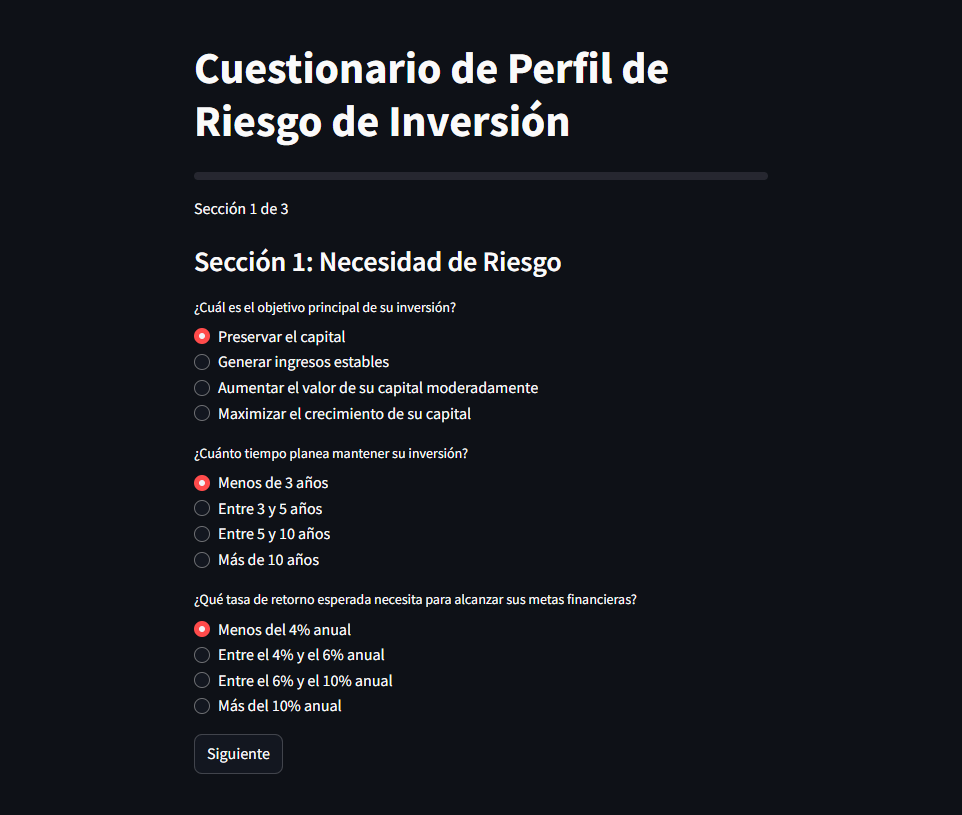 Cuestionario de Perfil de
Riesgo de Inversión
Sección 1 de 3
Sección 1: Necesidad de Riesgo
¿Cuál es el objetivo principal de su inversión?
Preservar el capital
Generar ingresos estables
Aumentar el valor de su capital moderadamente
Maximizar el crecimiento de su capital
¿Cuánto tiempo planea mantener su inversión?
Menos de 3 años
Entre 3 y 5 años
Entre 5 y 10 años
Más de 10 años
¿Qué tasa de retorno esperada necesita para alcanzar sus metas financieras?
Menos del 4% anual
Entre el 4% y el 6% anual
Entre el 6% y el 10% anual
Más del 10% anual
Siguiente